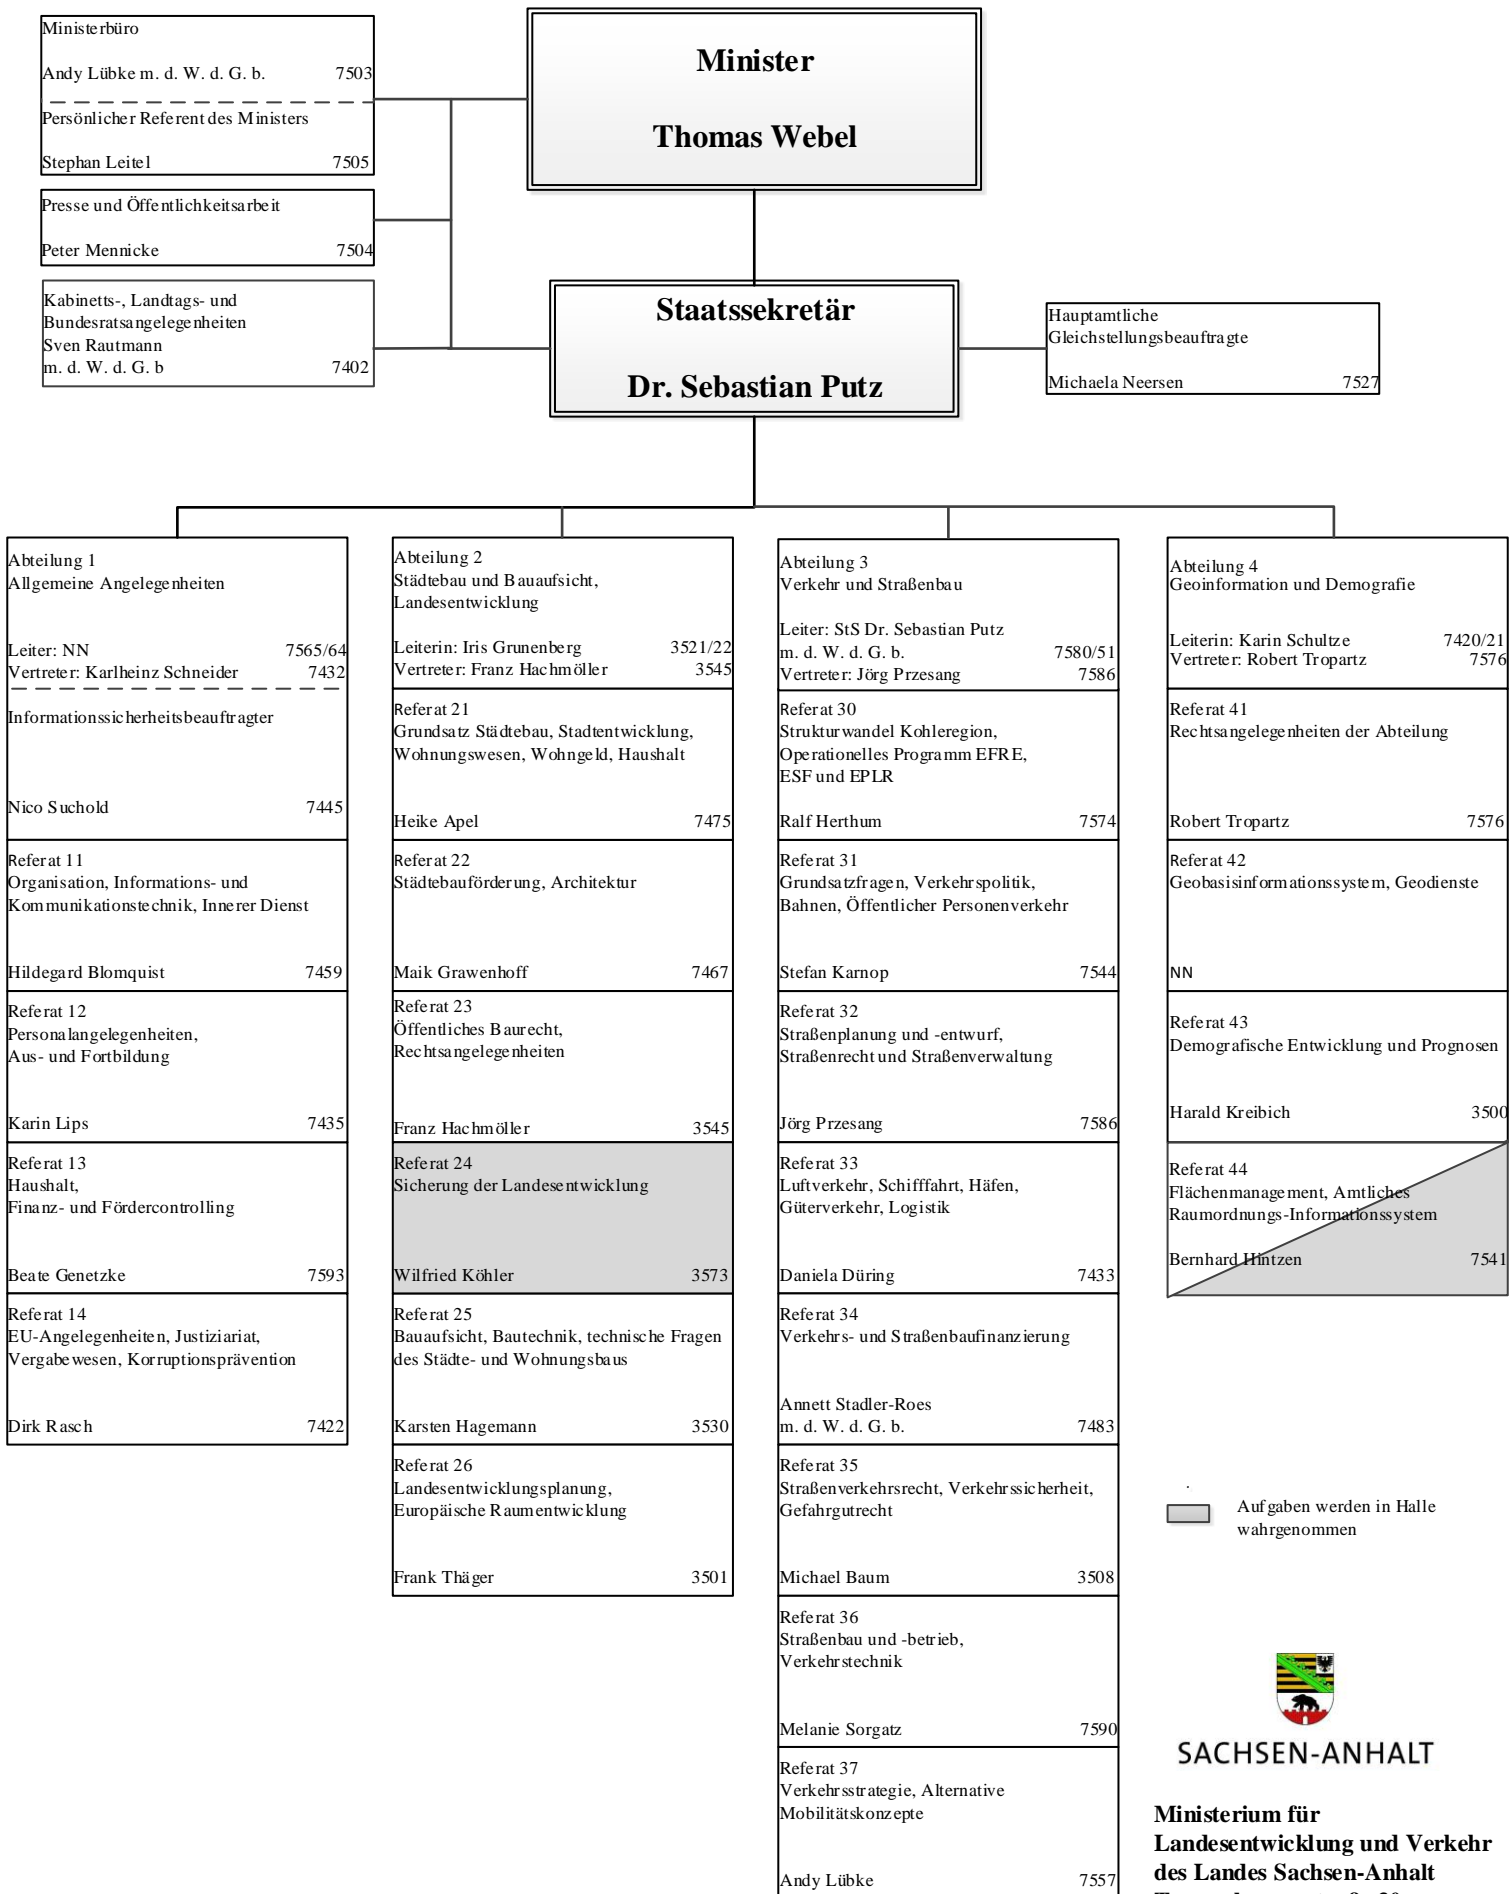 Ministerbüro
Andy Lübke m. d. W. d. G. b. 7503
Persönlicher Referent des Ministers
Stephan Leitel 7505
Presse und Öffentlichkeitsarbeit
Peter Mennicke 7504
Kabinetts-, Landtags- und
Bundesratsangelegenheiten
Sven Rautmann
m. d. W. d. G. b 7402
Minister
Thomas Webel
Staatssekretär
Dr. Sebastian Putz
Hauptamtliche
Gleichstellungsbeauftragte
Michaela Neersen 7527
Abteilung 1
Allgemeine Angelegenheiten
Leiter: NN 7565/64
Vertreter: Karlheinz Schneider 7432
Informationssicherheitsbeauftragter
Nico Suchold 7445
Referat 11
Organisation, Informations- und
Kommunikationstechnik, Innerer Dienst
Hildegard Blomquist 7459
Referat 12
Personalangelegenheiten,
Aus- und Fortbildung
Karin Lips 7435
Referat 13
Haushalt,
Finanz- und Fördercontrolling
Beate Genetzke 7593
Referat 14
EU-Angelegenheiten, Justiziariat,
Vergabewesen, Korruptionsprävention
Dirk Rasch 7422
Abteilung 2
Städtebau und Bauaufsicht,
Landesentwicklung
Leiterin: Iris Grunenberg 3521/22
Vertreter: Franz Hachmöller 3545
Referat 21
Grundsatz Städtebau, Stadtentwicklung,
Wohnungswesen, Wohngeld, Haushalt
Heike Apel 7475
Referat 22
Städtebauförderung, Architektur
Maik Grawenhoff 7467
Referat 23
Öffentliches Baurecht,
Rechtsangelegenheiten
Franz Hachmöller 3545
Referat 24
Sicherung der Landesentwicklung
Wilfried Köhler 3573
Referat 25
Bauaufsicht, Bautechnik, technische Fragen
des Städte- und Wohnungsbaus
Karsten Hagemann 3530
Referat 26
Landesentwicklungsplanung,
Europäische Raumentwicklung
Frank Thäger 3501
Abteilung 3
Verkehr und Straßenbau
Leiter: StS Dr. Sebastian Putz
m. d. W. d. G. b. 7580/51
Vertreter: Jörg Przesang 7586
Referat 30
Strukturwandel Kohleregion,
Operationelles Programm EFRE,
ESF und EPLR
Ralf Herthum 7574
Referat 31
Grundsatzfragen, Verkehrspolitik,
Bahnen, Öffentlicher Personenverkehr
Stefan Karnop 7544
Referat 32
Straßenplanung und -entwurf,
Straßenrecht und Straßenverwaltung
Jörg Przesang 7586
Referat 33
Luftverkehr, Schifffahrt, Häfen,
Güterverkehr, Logistik
Daniela Düring 7433
Referat 34
Verkehrs- und Straßenbaufinanzierung
Annett Stadler-Roes
m. d. W. d. G. b. 7483
Referat 35
Straßenverkehrsrecht, Verkehrssicherheit,
Gefahrgutrecht
Michael Baum 3508
Referat 36
Straßenbau und -betrieb,
Verkehrstechnik
Melanie Sorgatz 7590
Referat 37
Verkehrsstrategie, Alternative
Mobilitätskonzepte
Andy Lübke 7557
Abteilung 4
Geoinformation und Demografie
Leiterin: Karin Schultze 7420/21
Vertreter: Robert Tropartz 7576
Referat 41
Rechtsangelegenheiten der Abteilung
Robert Tropartz 7576
Referat 42
Geobasisinformationssystem, Geodienste
NN
Referat 43
Demografische Entwicklung und Prognosen
Harald Kreibich 3500
Referat 44
Flächenmanagement, Amtliches
Raumordnungs-Informationssystem
Bernhard Hintzen 7541
Aufgaben werden in Halle
wahrgenommen
SACHSEN-ANHALT
Ministerium für
Landesentwicklung und Verkehr
des Landes Sachsen-Anhalt